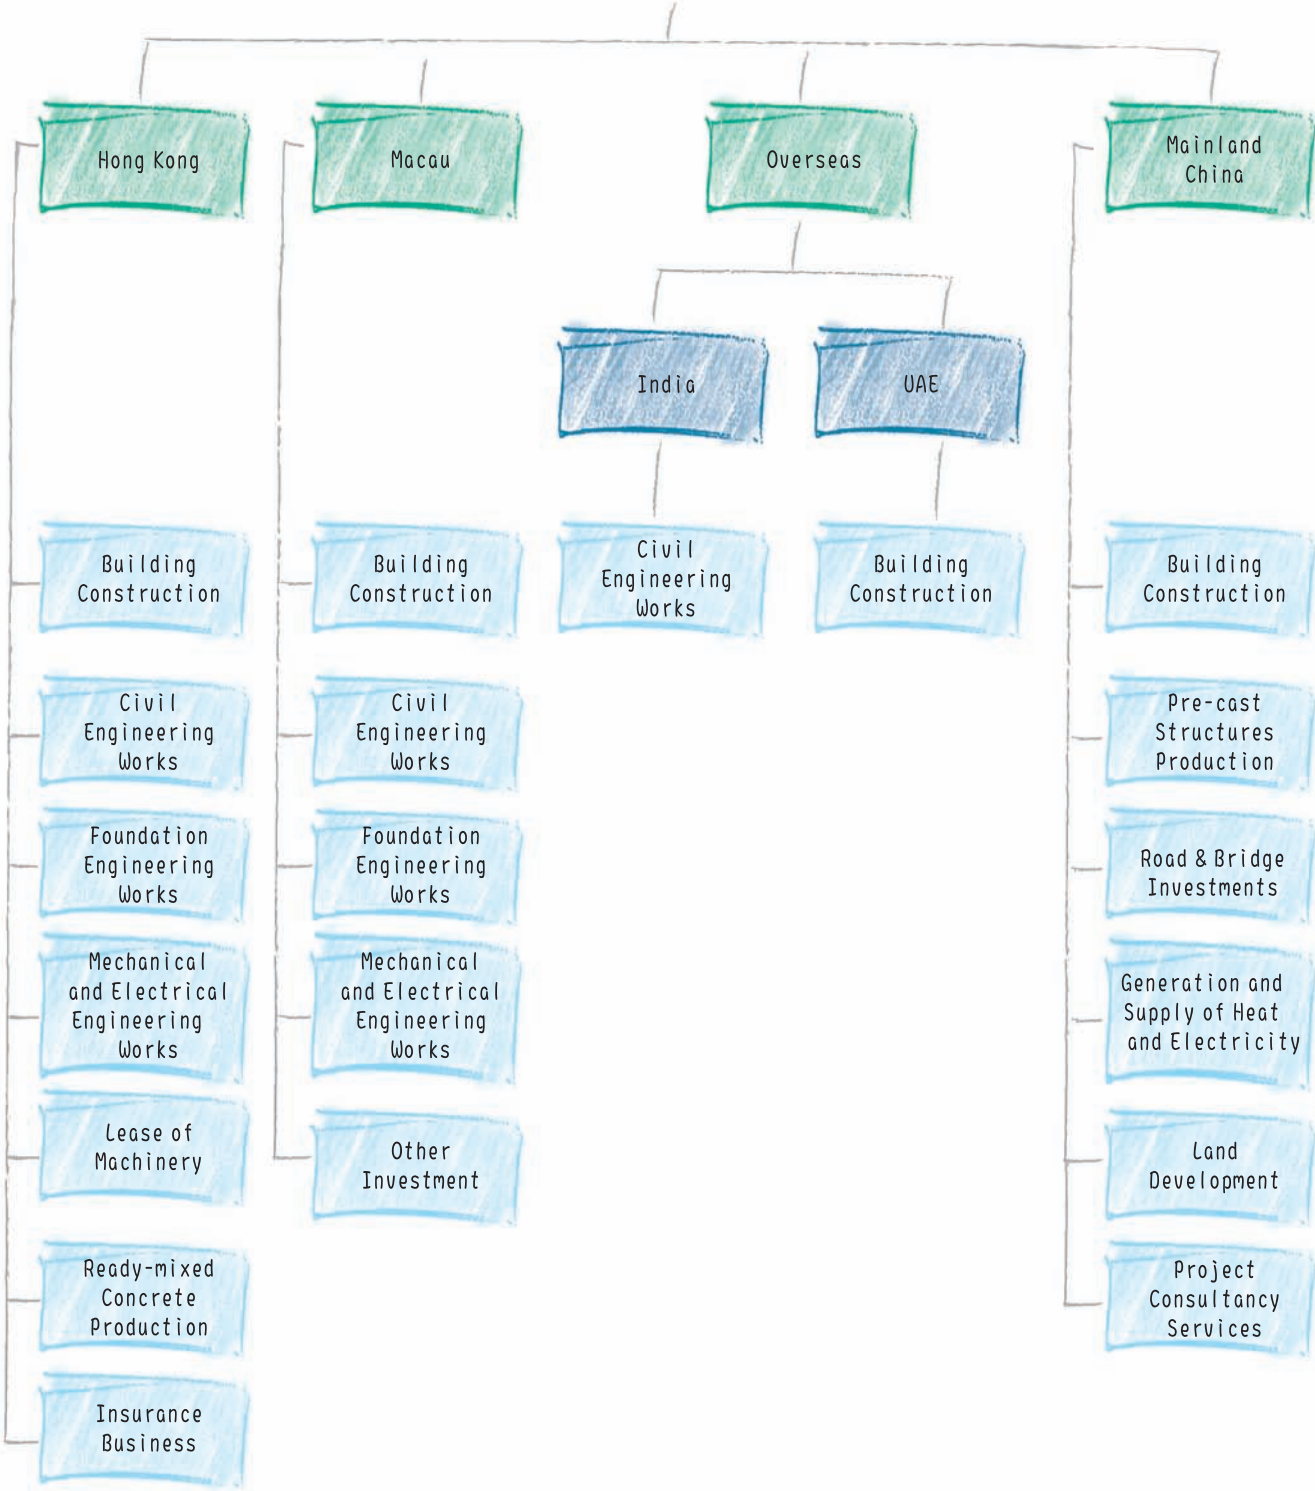 Hong Kong
Macau
Overseas
Mainland
China
India
UAE
Building
Construction
Building
Construction
Civil
Engineering
Works
Building
Construction
Building
Construction
Civil
Engineering
Works
Civil
Engineering
Works
Pre-cast
Structures
Production
Foundation
Engineering
Works
Foundation
Engineering
Works
Road & Bridge
Investments
Mechanical
and Electrical
Engineering
Works
Mechanical
and Electrical
Engineering
Works
Generation and
Supply of Heat
and Electricity
Lease of
Machinery
Other
Investment
Land
Development
Ready-mixed
Concrete
Production
Project
Consultancy
Services
Insurance
Business